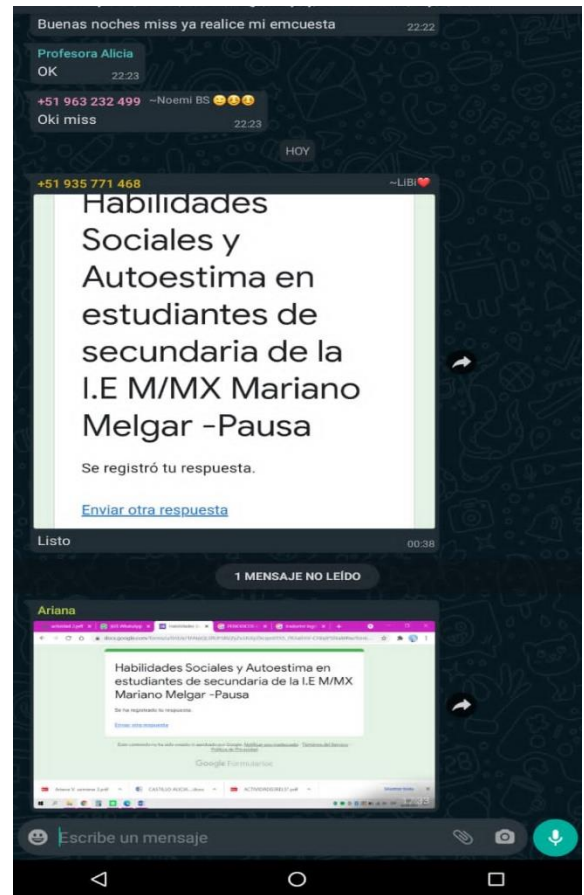 Buenas noches miss ya realice mi emcuesta 22:22
Profesora Alicia
OK 22:23
+51 963 232 499 ~Noemi BS
Oki miss 22:23
HOY
+51 935 771 468 ~LiBi
Habilidades
Sociales y
Autoestima en
estudiantes de
secundaria de la
I.E M/MX Mariano
Melgar -Pausa
Se registró tu respuesta.
Enviar otra respuesta
Listo 00:38
1 MENSAJE NO LEÍDO
Ariana
Habilidades Sociales y Autoestima en
estudiantes de secundaria de la I.E M/MX
Mariano Melgar -Pausa
Se ha registrado tu respuesta.
Enviar otra respuesta
Google Formularios
Escribe un mensaje